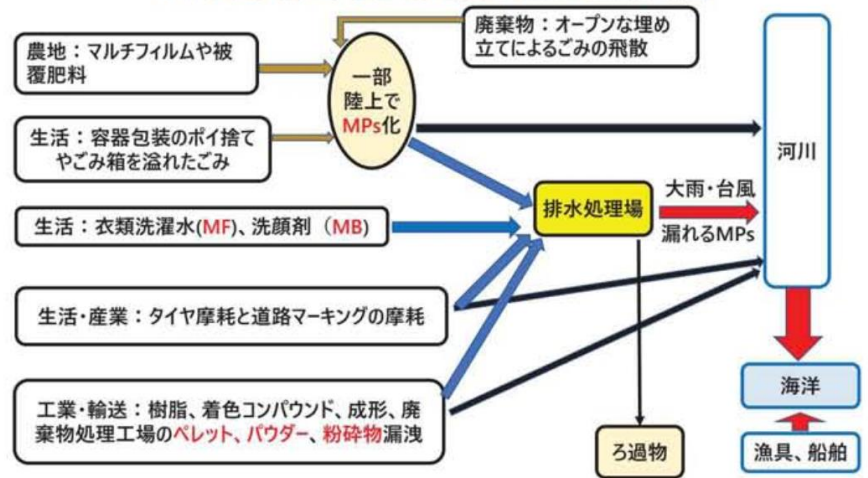 廃棄物：オープンな埋め
立てによるごみの飛散
農地：マルチフィルムや被
覆肥料
一部
陸上で
MPs化
生活：容器包装のポイ捨て
やごみ箱を溢れたごみ
河川
生活：衣類洗濯水(MF)、洗顔剤（MB)
排水処理場
大雨・台風
漏れるMPs
生活・産業：タイヤ摩耗と道路マーキングの摩耗
海洋
工業・輸送：樹脂、着色コンパウンド、成形、廃
棄物処理工場のペレット、パウダー、粉砕物漏洩
ろ過物
漁具、船舶